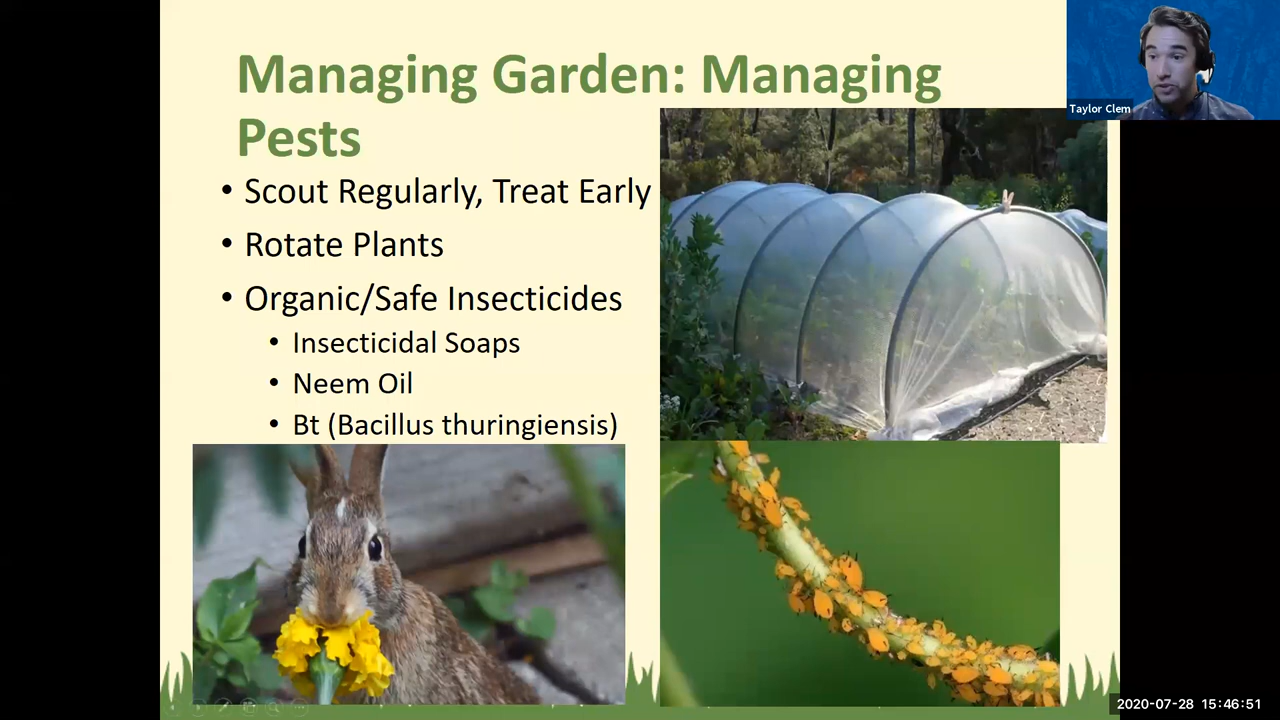 Managing Garden: Managing
Pests
• Scout Regularly, Treat Early
• Rotate Plants
• Organic/Safe Insecticides
• Insecticidal Soaps
• Neem Oil
• Bt (Bacillus thuringiensis)
Taylor Clem
2020-07-28 15:46:51